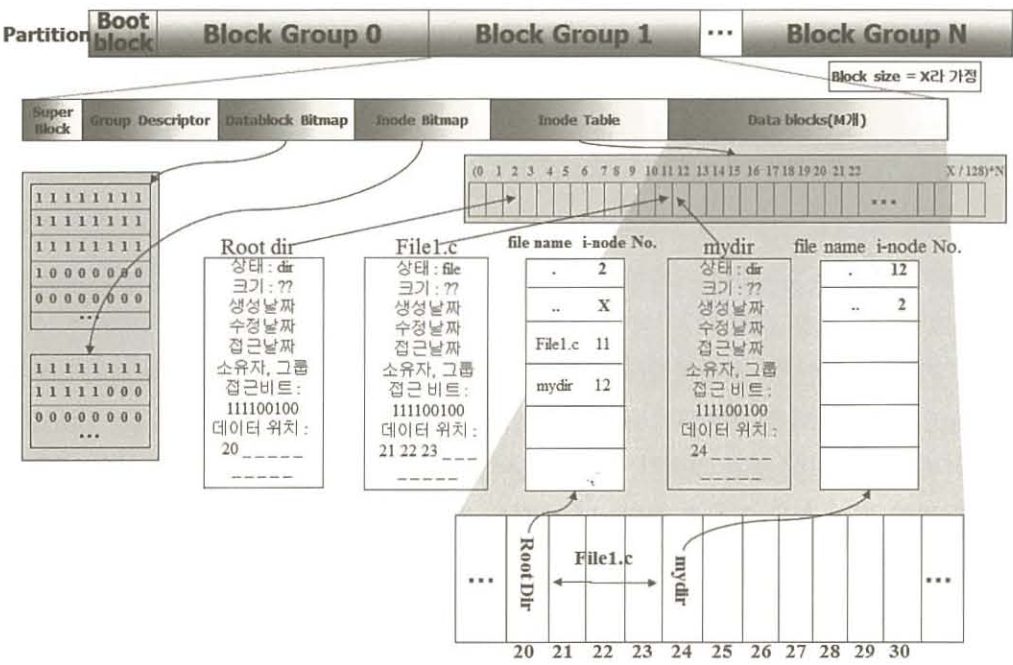 Partition Boot block Block Group 0 Block Group 1 ... Block Group N
Block size = X라 가정
Super Block Group Descriptor Datablock Bitmap Inode Bitmap Inode Table Data blocks(M개)
(0 1 2 3 4 5 6 7 8 9 10 11 12 13 14 15 16 17 18 19 20 21 22 X / 128)*N
...
1 1 1 1 1 1 1 1
1 1 1 1 1 1 1 1
1 1 1 1 1 1 1 1
1 0 0 0 0 0 0 0
0 0 0 0 0 0 0 0
...
1 1 1 1 1 1 1 1
1 1 1 1 1 0 0 0
0 0 0 0 0 0 0 0
...
Root dir
상태 : dir
크기 : ??
생성날짜
수정날짜
접근날짜
소유자, 그룹
접근비트 :
111100100
데이터 위치 :
20 _ _ _ _ _
_ _ _ _ _
File1.c
상태 : file
크기 : ??
생성날짜
수정날짜
접근날짜
소유자, 그룹
접근 비트 :
111100100
데이터 위치 :
21 22 23 _ _ _
_ _ _ _ _
file name i-node No.
. 2
.. X
File1.c 11
mydir 12
mydir
상태 : dir
크기 : ??
생성날짜
수정날짜
접근날짜
소유자, 그룹
접근 비트 :
111100100
데이터 위치 :
24 _ _ _ _ _
_ _ _ _ _
file name i-node No.
. 12
.. 2
... Root Dir File1.c mydir ...
20 21 22 23 24 25 26 27 28 29 30